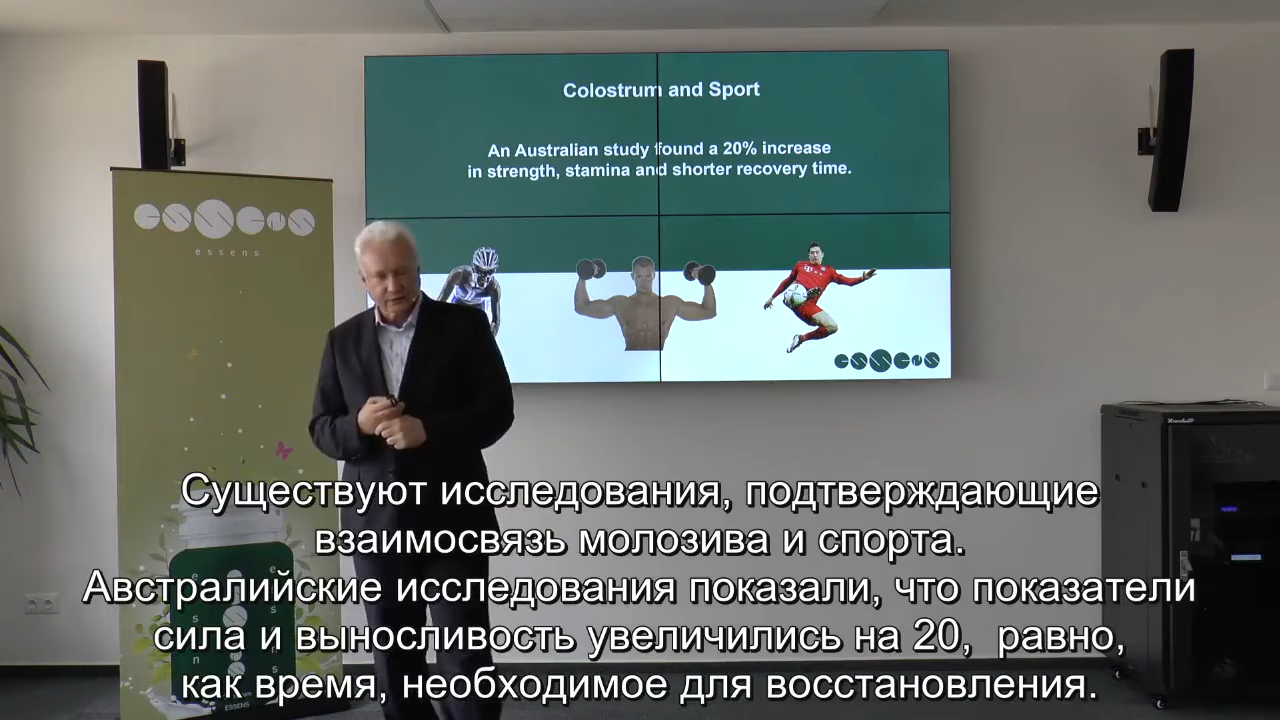 Colostrum and Sport
An Australian study found a 20% increase
in strength, stamina and shorter recovery time.
essens
essens
essens
Существуют исследования, подтверждающие
взаимосвязь молозива и спорта.
Австралийские исследования показали, что показатели
сила и выносливость увеличились на 20,  равно,
как время, необходимое для восстановления.
ESSENS